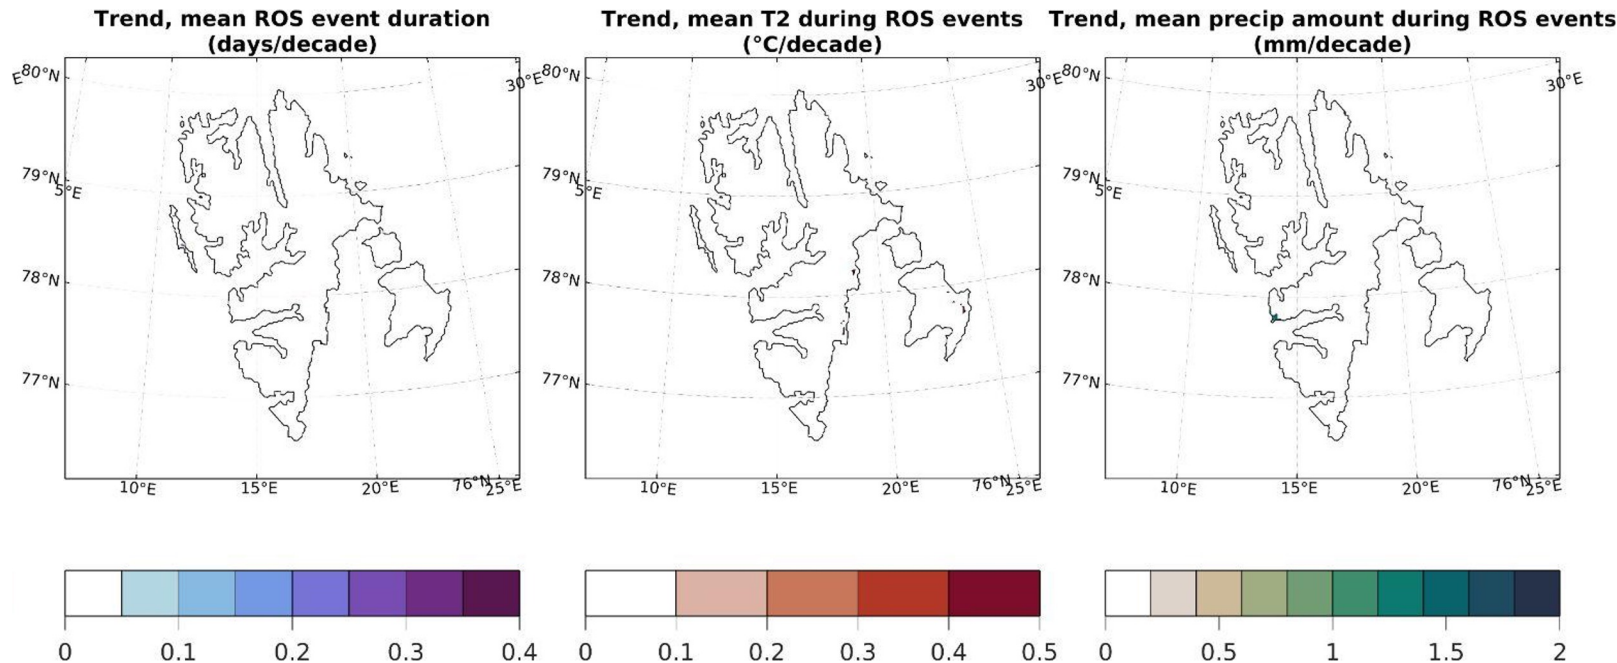 Trend, mean ROS event duration
(days/decade)
Trend, mean T2 during ROS events
(°C/decade)
Trend, mean precip amount during ROS events
(mm/decade)
E 80°N 30°E
79°N
5°E
78°N
77°N
10°E 15°E 20°E 76°N 25°E
80°N 30°E
79°N
5°E
78°N
77°N
10°E 15°E 20°E 76°N 25°E
80°N 30°E
79°N
5°E
78°N
77°N
10°E 15°E 20°E 76°N 25°E
0 0.1 0.2 0.3 0.4
0 0.1 0.2 0.3 0.4 0.5
0 0.5 1 1.5 2